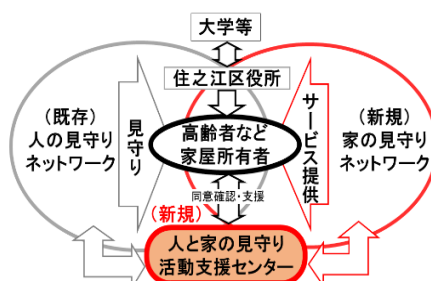 大学等
住之江区役所
（既存）
人の見守り
ネットワーク
見守り
高齢者など
家屋所有者
サービス提供
（新規）
家の見守り
ネットワーク
同意確認・支援
（新規）
人と家の見守り
活動支援センター